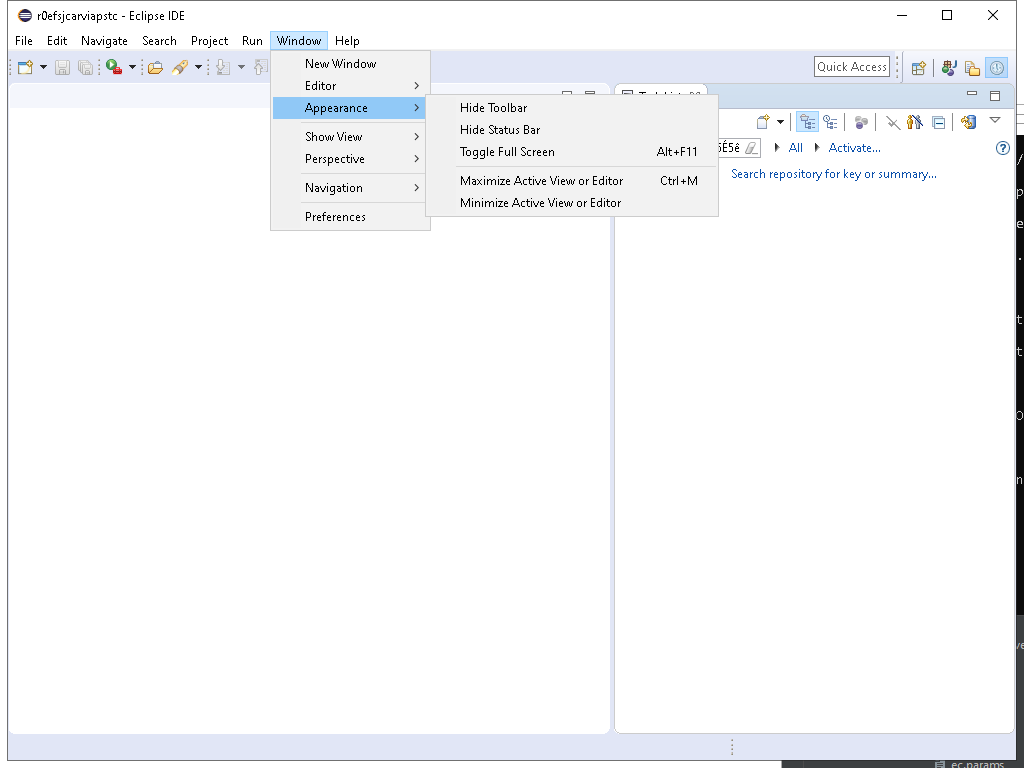 r0efsjcarviapstc - Eclipse IDE
File Edit Navigate Search Project Run Window Help
Quick Access
New Window
Editor
Appearance
Show View
Perspective
Navigation
Preferences
Hide Toolbar
Hide Status Bar
Toggle Full Screen Alt+F11
Maximize Active View or Editor Ctrl+M
Minimize Active View or Editor
All Activate...
Search repository for key or summary...
ec.params